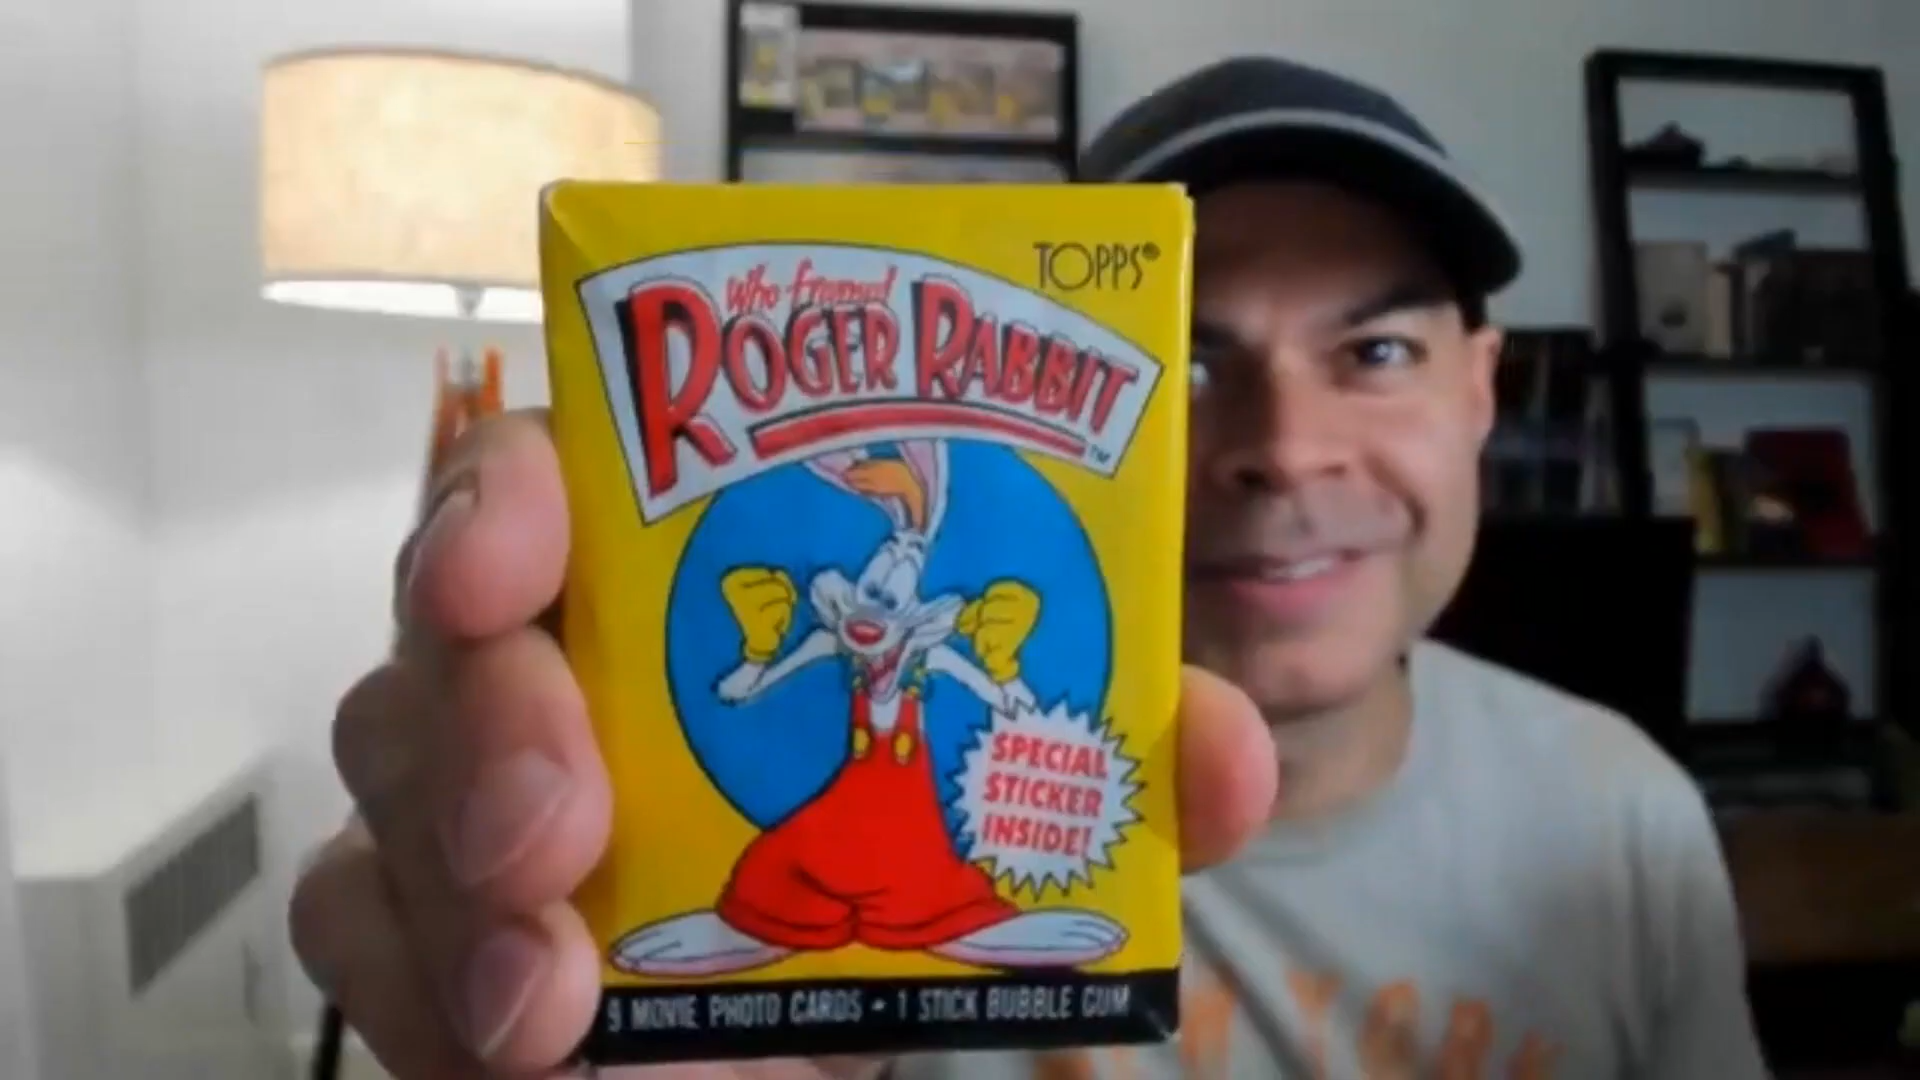 TOPPS®
Who framed
ROGER RABBIT
TM
SPECIAL
STICKER
INSIDE!
9 MOVIE PHOTO CARDS • 1 STICK BUBBLE GUM